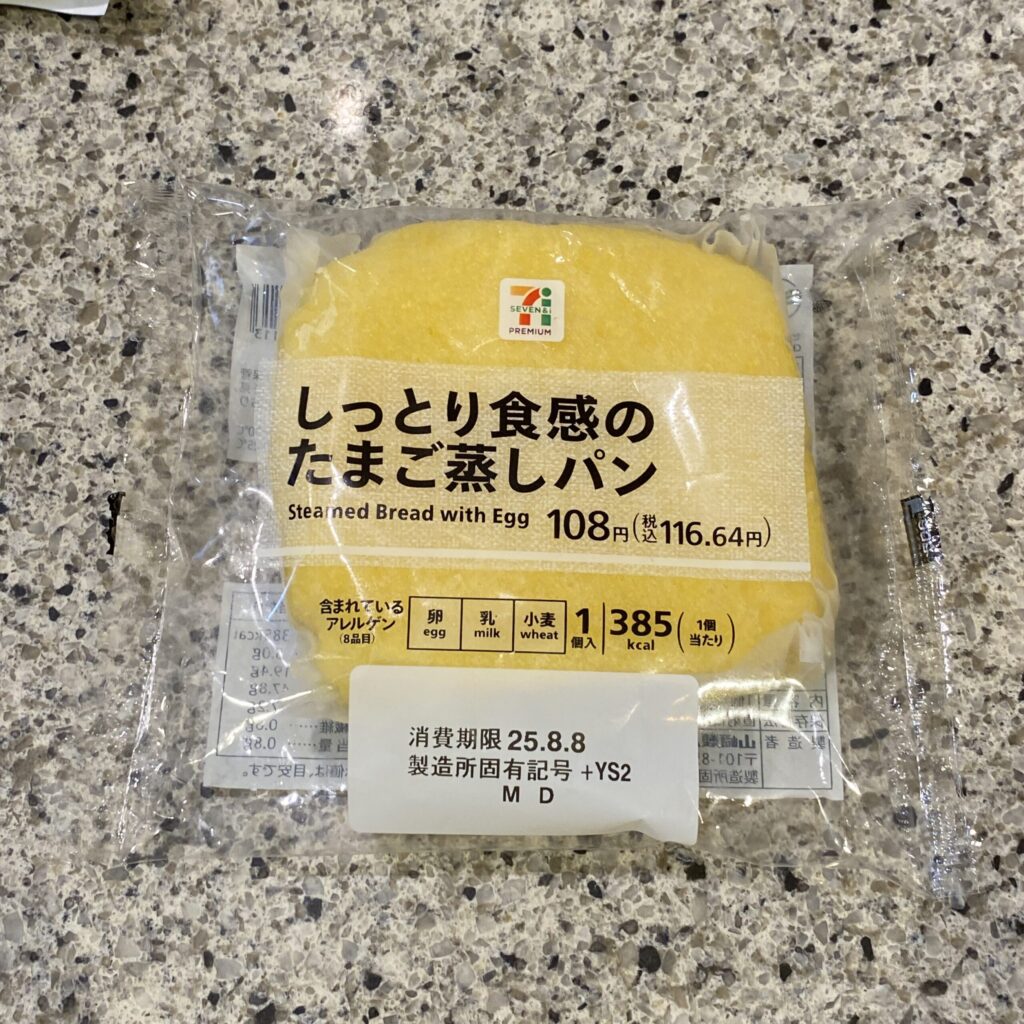 7i
SEVEN&i
PREMIUM
しっとり食感の
たまご蒸しパン
Steamed Bread with Egg 108円(税込116.64円)
含まれている
アレルゲン
(8品目)
卵 乳 小麦
egg milk wheat
1個入
385kcal
(1個当たり)
消費期限 25.8.8
製造所固有記号 +YS2
M D